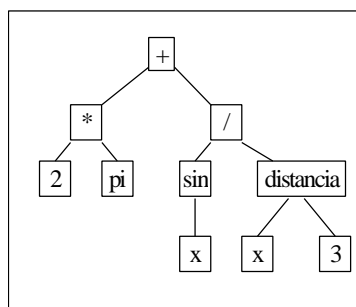 +
* /
2 pi sin distancia
x x 3